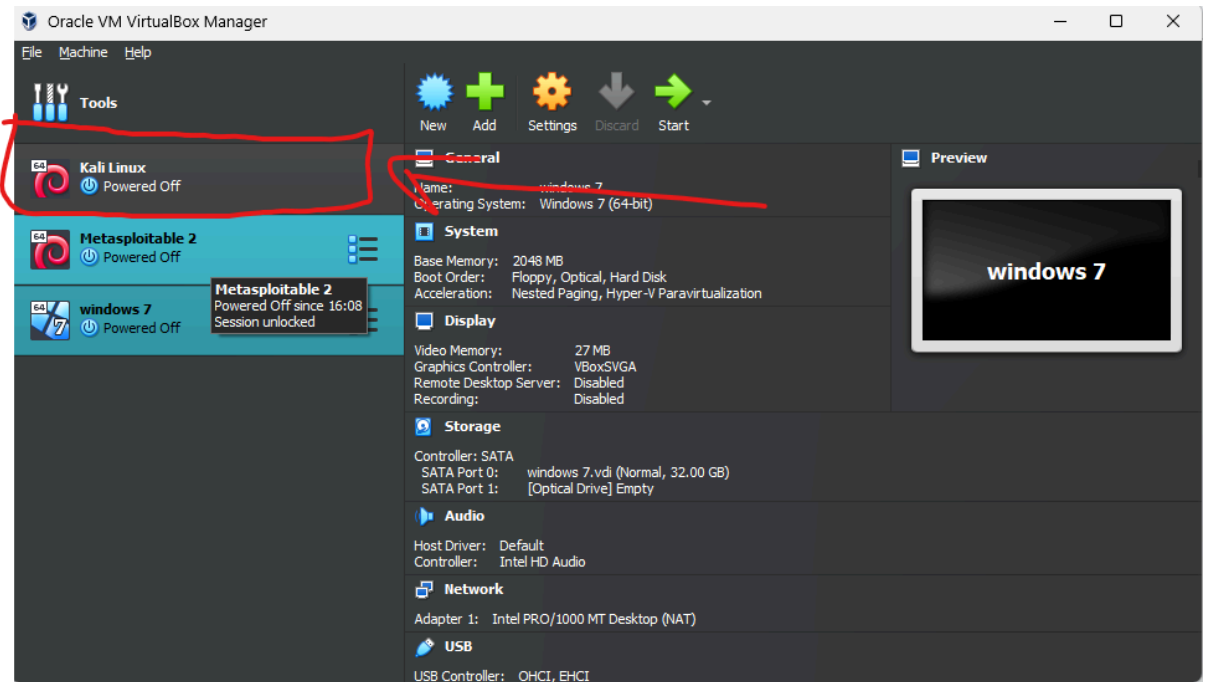 Oracle VM VirtualBox Manager
File Machine Help
Tools
New Add Settings Discard Start
64
Kali Linux
Powered Off
64
Metasploitable 2
Powered Off
Metasploitable 2
Powered Off since 16:08
Session unlocked
64
7
windows 7
Powered Off
General
Name: windows 7
Operating System: Windows 7 (64-bit)
System
Base Memory: 2048 MB
Boot Order: Floppy, Optical, Hard Disk
Acceleration: Nested Paging, Hyper-V Paravirtualization
Display
Video Memory: 27 MB
Graphics Controller: VBoxSVGA
Remote Desktop Server: Disabled
Recording: Disabled
Storage
Controller: SATA
SATA Port 0: windows 7.vdi (Normal, 32.00 GB)
SATA Port 1: [Optical Drive] Empty
Audio
Host Driver: Default
Controller: Intel HD Audio
Network
Adapter 1: Intel PRO/1000 MT Desktop (NAT)
USB
USB Controller: OHCI, EHCI
Preview
windows 7